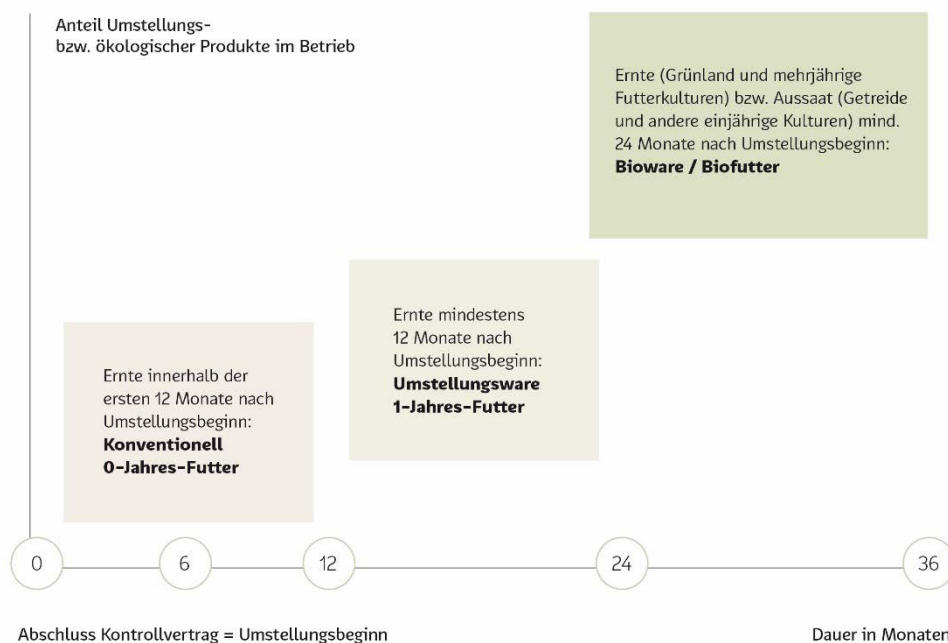 Anteil Umstellungs-
bzw. ökologischer Produkte im Betrieb
Ernte (Grünland und mehrjährige
Futterkulturen) bzw. Aussaat (Getreide
und andere einjährige Kulturen) mind.
24 Monate nach Umstellungsbeginn:
Bioware / Biofutter
Ernte mindestens
12 Monate nach
Umstellungsbeginn:
Umstellungsware
1-Jahres-Futter
Ernte innerhalb der
ersten 12 Monate nach
Umstellungsbeginn:
Konventionell
0-Jahres-Futter
0 6 12 24 36
Abschluss Kontrollvertrag = Umstellungsbeginn
Dauer in Monaten